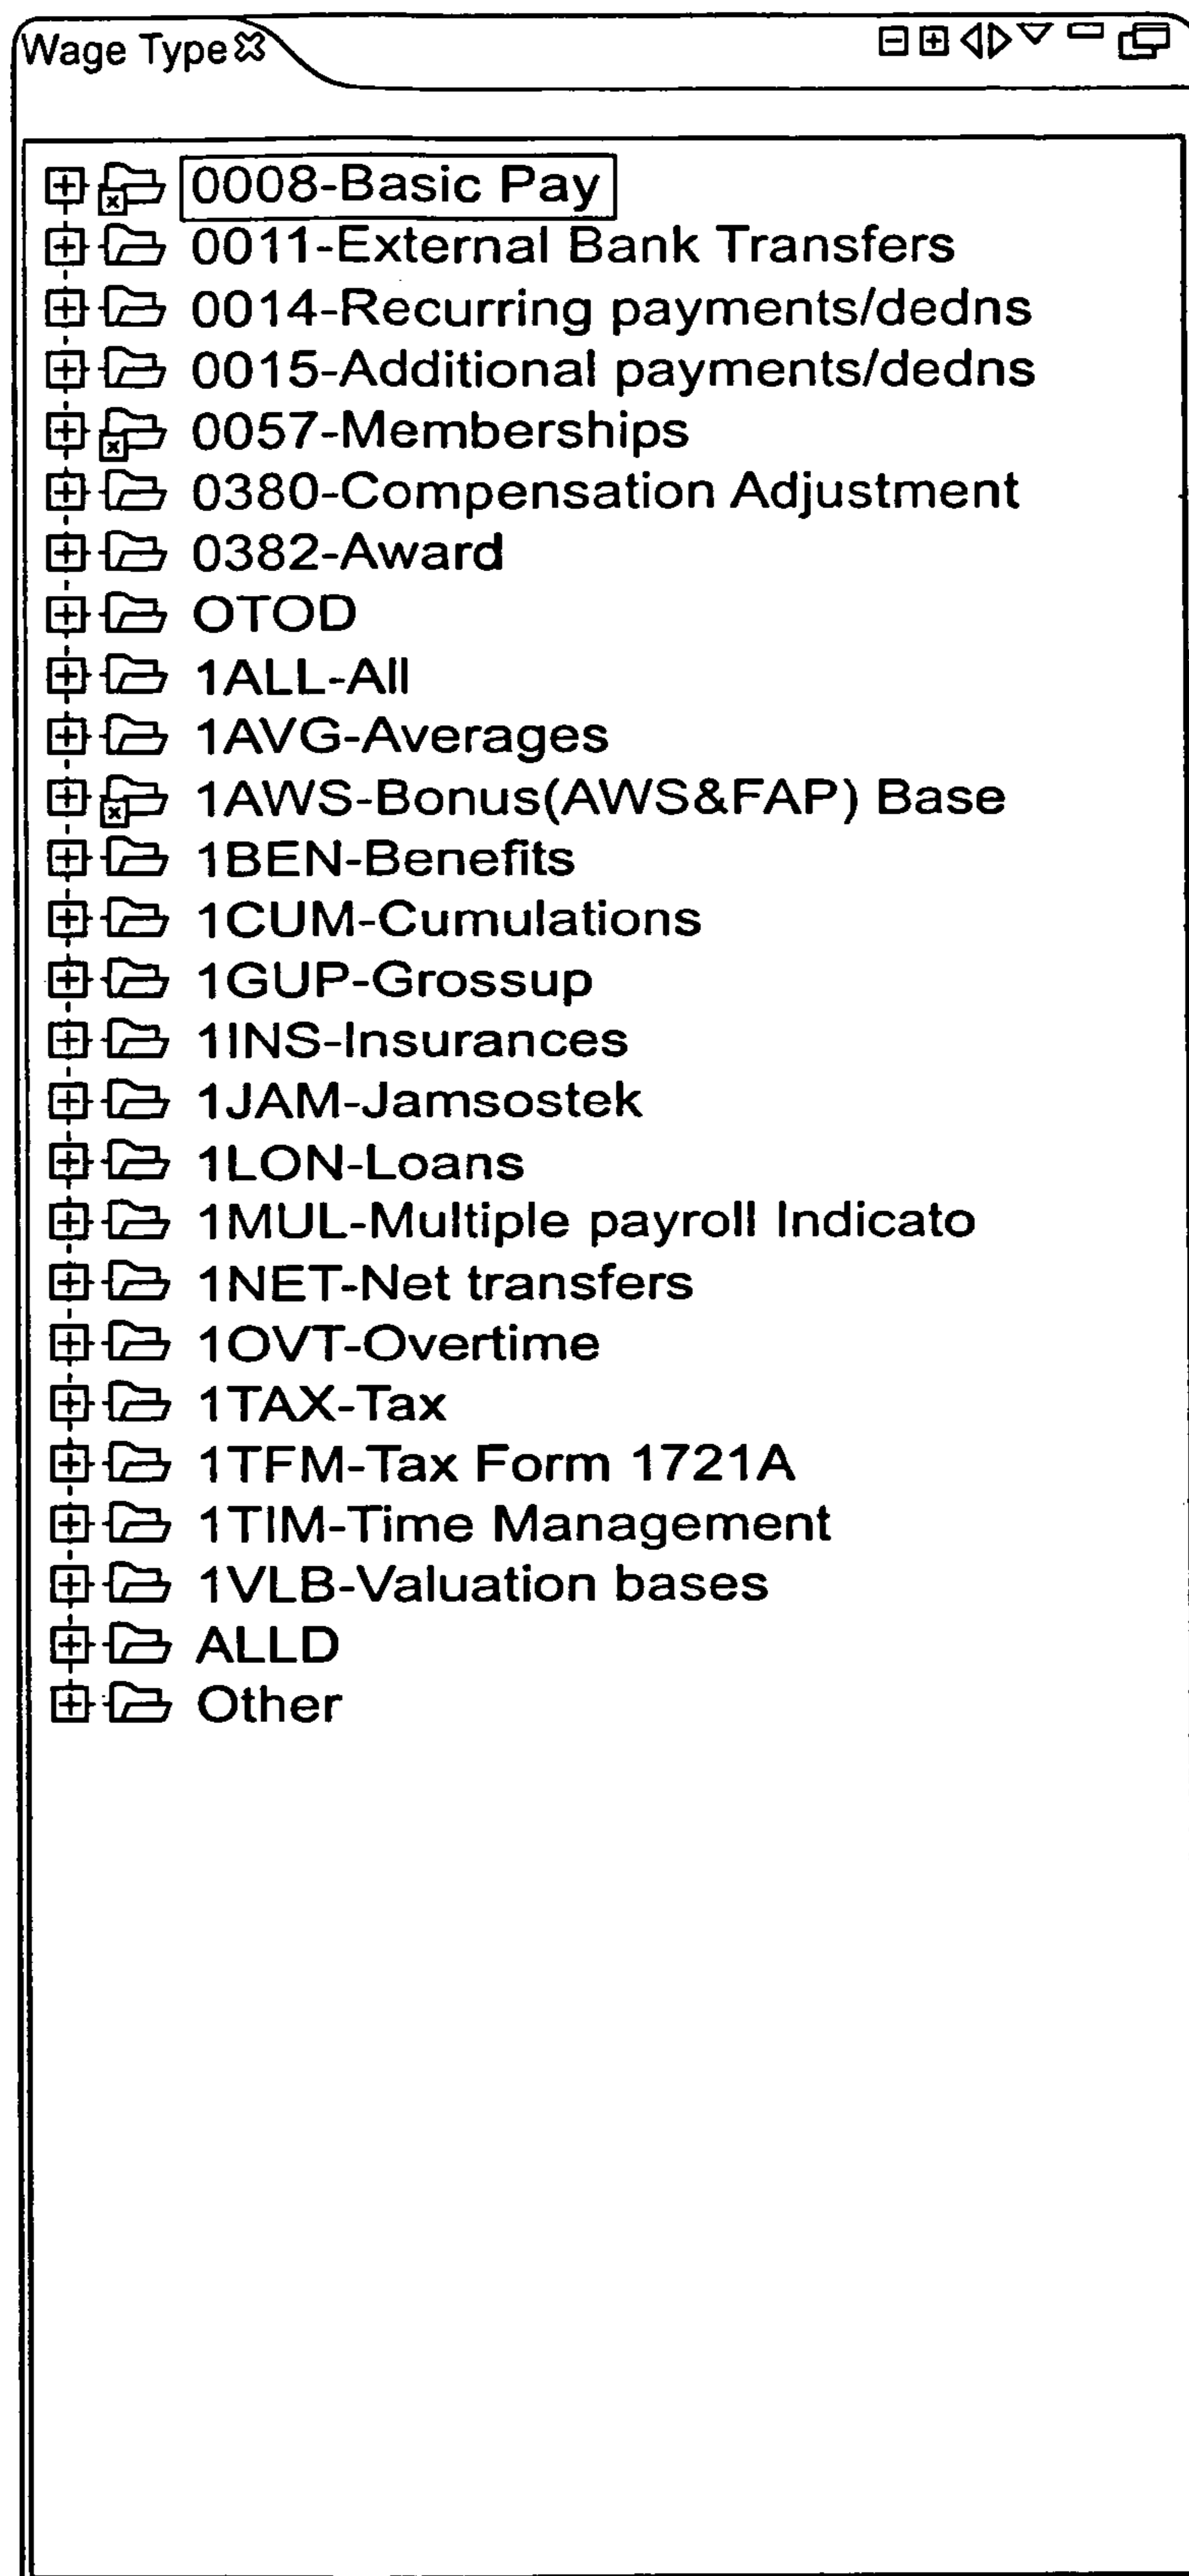 Wage Type
0008-Basic Pay
0011-External Bank Transfers
0014-Recurring payments/dedns
0015-Additional payments/dedns
0057-Memberships
0380-Compensation Adjustment
0382-Award
OTOD
1ALL-All
1AVG-Averages
1AWS-Bonus(AWS&FAP) Base
1BEN-Benefits
1CUM-Cumulations
1GUP-Grossup
1INS-Insurances
1JAM-Jamsostek
1LON-Loans
1MUL-Multiple payroll Indicato
1NET-Net transfers
1OVT-Overtime
1TAX-Tax
1TFM-Tax Form 1721A
1TIM-Time Management
1VLB-Valuation bases
ALLD
Other